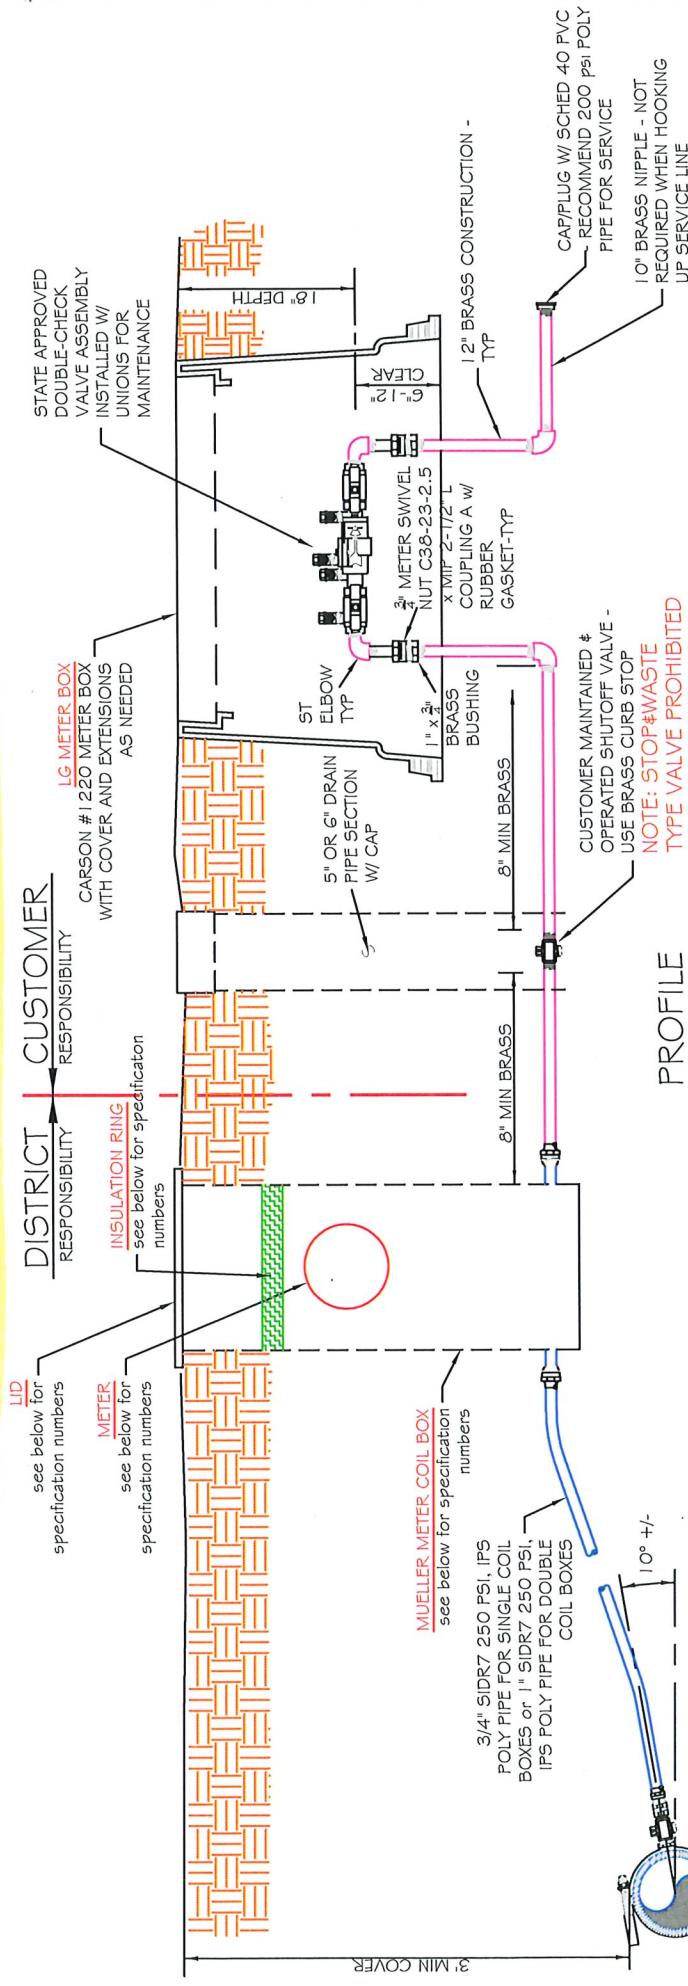 DISTRICT
RESPONSIBILITY
CUSTOMER
RESPONSIBILITY
LID
see below for
specification numbers
METER
see below for
specification numbers
INSULATION RING
see below for specificaton
numbers
MUELLER METER COIL BOX
see below for specification
numbers
3/4" SIDR7 250 PSI, IPS
POLY PIPE FOR SINGLE COIL
BOXES or 1" SIDR7 250 PSI,
IPS POLY PIPE FOR DOUBLE
COIL BOXES
10° +/-
3' MIN COVER
LG METER BOX
CARSON #1220 METER BOX
WITH COVER AND EXTENSIONS
AS NEEDED
5" OR 6" DRAIN
PIPE SECTION
W/ CAP
8" MIN BRASS
8" MIN BRASS
STATE APPROVED
DOUBLE-CHECK
VALVE ASSEMBLY
INSTALLED W/
UNIONS FOR
MAINTENANCE
18" DEPTH
6"-12"
CLEAR
ST
ELBOW
TYP
1" x 3/4"
BRASS
BUSHING
3/4" METER SWIVEL
NUT C38-23-2.5
x MIP 2-1/2" L
COUPLING A w/
RUBBER
GASKET-TYP
12" BRASS CONSTRUCTION -
TYP
CAP/PLUG W/ SCHED 40 PVC
RECOMMEND 200 psi POLY
PIPE FOR SERVICE
10" BRASS NIPPLE - NOT
REQUIRED WHEN HOOKING
UP SERVICE LINE
CUSTOMER MAINTAINED &
OPERATED SHUTOFF VALVE -
USE BRASS CURB STOP
NOTE: STOP&WASTE
TYPE VALVE PROHIBITED
PROFILE